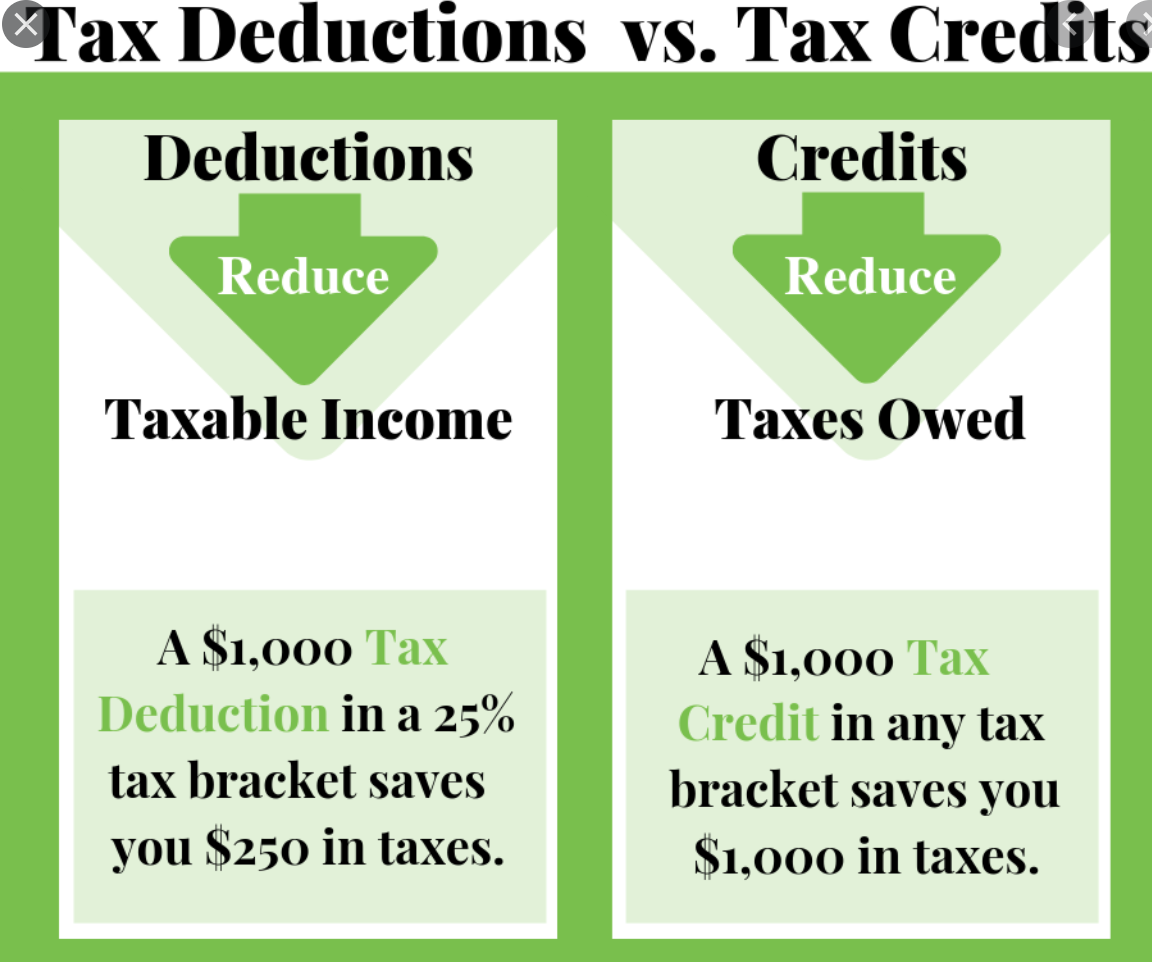 Tax Deductions vs. Tax Credits
Deductions
Reduce
Taxable Income
A $1,000 Tax
Deduction in a 25%
tax bracket saves
you $250 in taxes.
Credits
Reduce
Taxes Owed
A $1,000 Tax
Credit in any tax
bracket saves you
$1,000 in taxes.